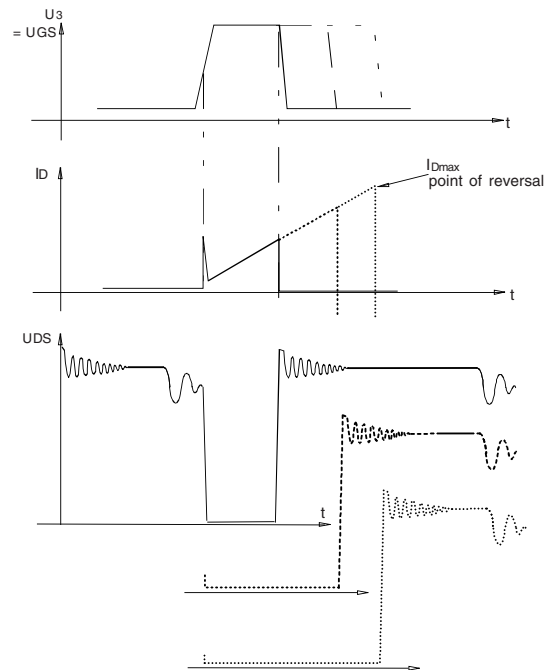 U3
= UGS
t
ID
IDmax
point of reversal
t
UDS
t